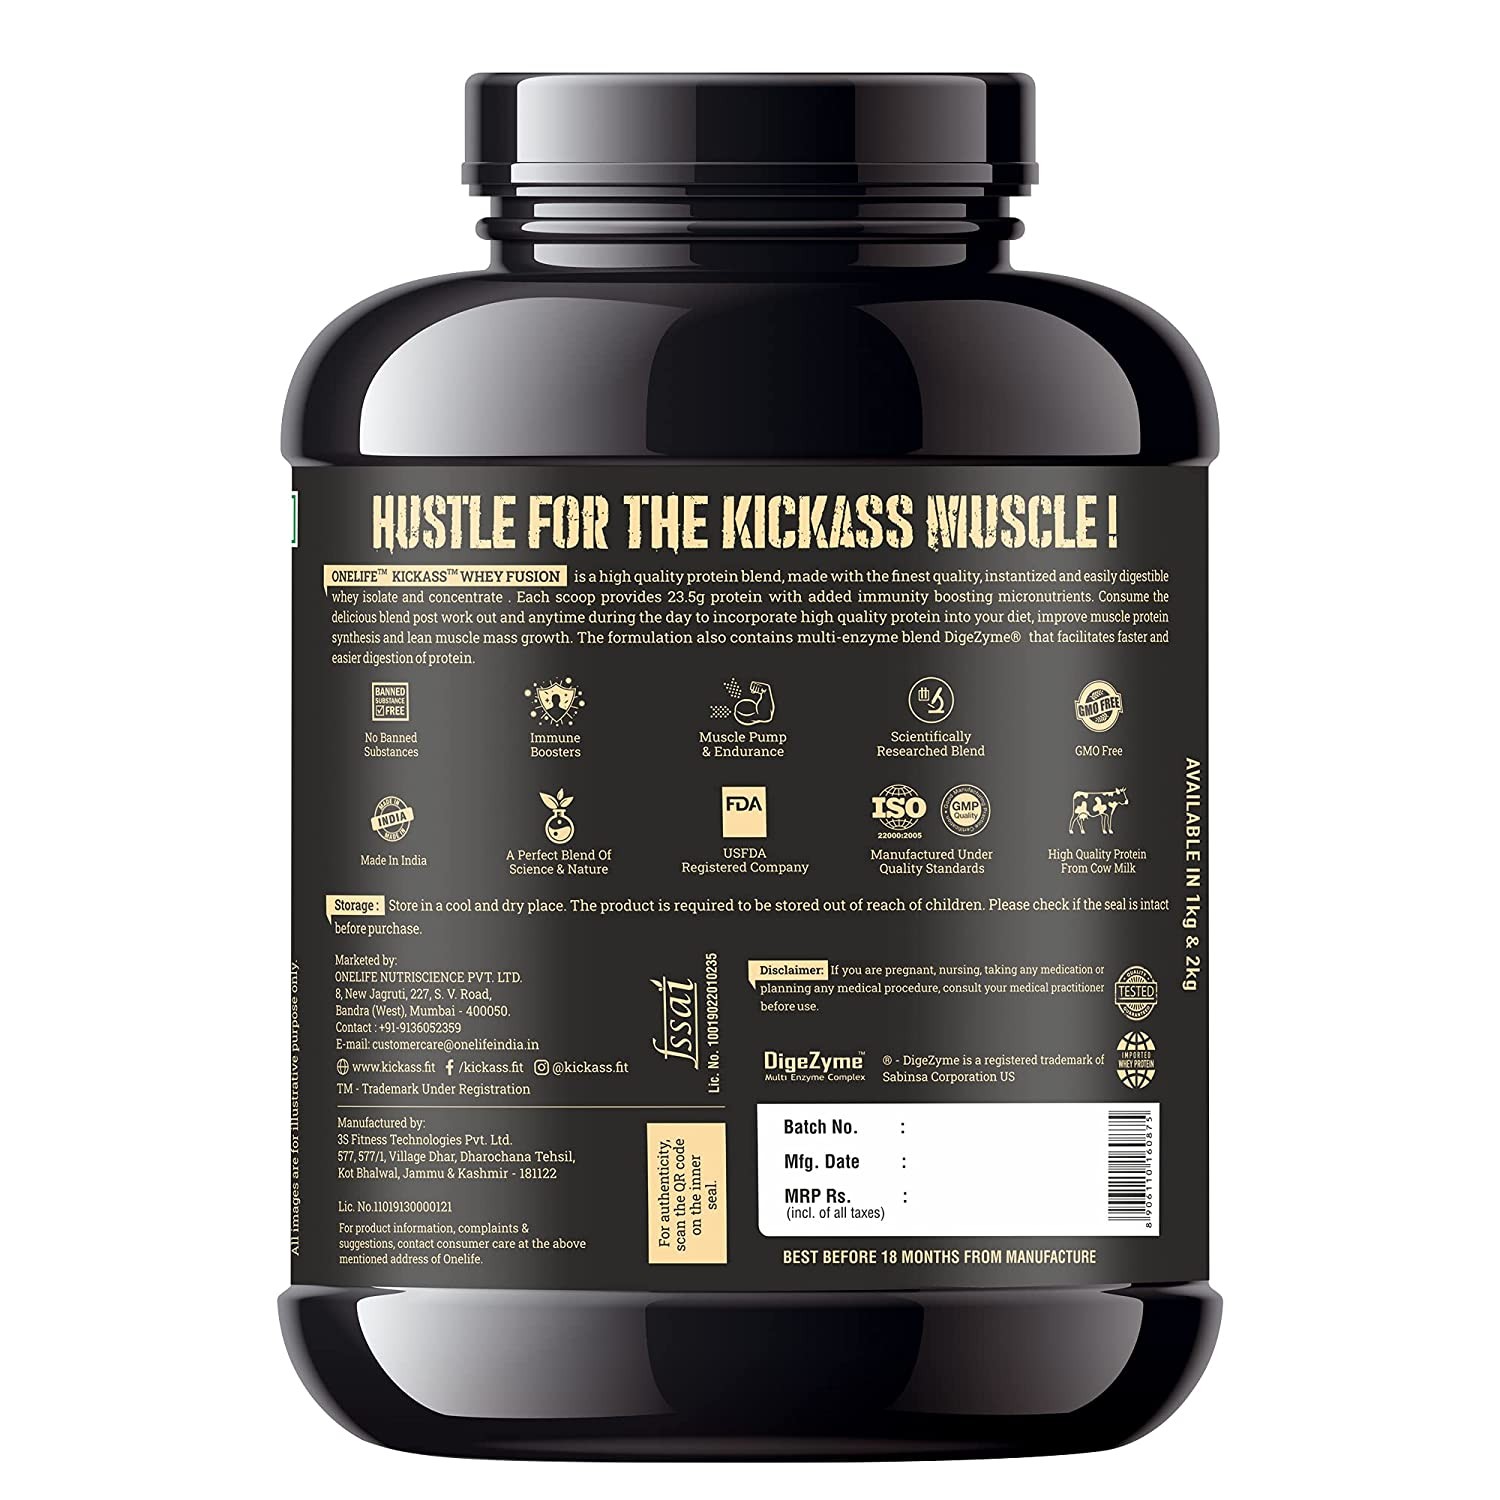 HUSTLE FOR THE KICKASS MUSCLE!
ONELIFE™ KICKASS™ WHEY FUSION is a high quality protein blend, made with the finest quality, instantized and easily digestible
whey isolate and concentrate . Each scoop provides 23.5g protein with added immunity boosting micronutrients. Consume the
delicious blend post work out and anytime during the day to incorporate high quality protein into your diet, improve muscle protein
synthesis and lean muscle mass growth. The formulation also contains multi-enzyme blend DigeZyme® that facilitates faster and
easier digestion of protein.
BANNED
SUBSTANCE
FREE
No Banned
Substances
Immune
Boosters
Muscle Pump
& Endurance
Scientifically
Researched Blend
GMO FREE
GMO Free
MADE IN
INDIA
MADE IN
Made In India
A Perfect Blend Of
Science & Nature
FDA
USFDA
Registered Company
ISO
22000:2005
GMP
Quality
Manufactured Under
Quality Standards
High Quality Protein
From Cow Milk
AVAILABLE IN 1kg & 2kg
Storage : Store in a cool and dry place. The product is required to be stored out of reach of children. Please check if the seal is intact
before purchase.
All images are for illustrative purpose only.
Marketed by:
ONELIFE NUTRISCIENCE PVT. LTD.
8, New Jagruti, 227, S. V. Road,
Bandra (West), Mumbai - 400050.
Contact : +91-9136052359
E-mail: customercare@onelifeindia.in
www.kickass.fit /kickass.fit @kickass.fit
TM - Trademark Under Registration
fssai
Lic. No. 10019022010235
Manufactured by:
3S Fitness Technologies Pvt. Ltd.
577, 577/1, Village Dhar, Dharochana Tehsil,
Kot Bhalwal, Jammu & Kashmir - 181122
Lic. No.11019130000121
For product information, complaints &
suggestions, contact consumer care at the above
mentioned address of Onelife.
For authenticity,
scan the QR code
on the inner
seal.
Disclaimer: If you are pregnant, nursing, taking any medication or
planning any medical procedure, consult your medical practitioner
before use.
QUALITY
TESTED
GUARANTEE
IMPORTED
WHEY PROTEIN
DigeZyme™
Multi Enzyme Complex
® - DigeZyme is a registered trademark of
Sabinsa Corporation US
Batch No. :
Mfg. Date :
MRP Rs. :
(incl. of all taxes)
8906110160875
BEST BEFORE 18 MONTHS FROM MANUFACTURE